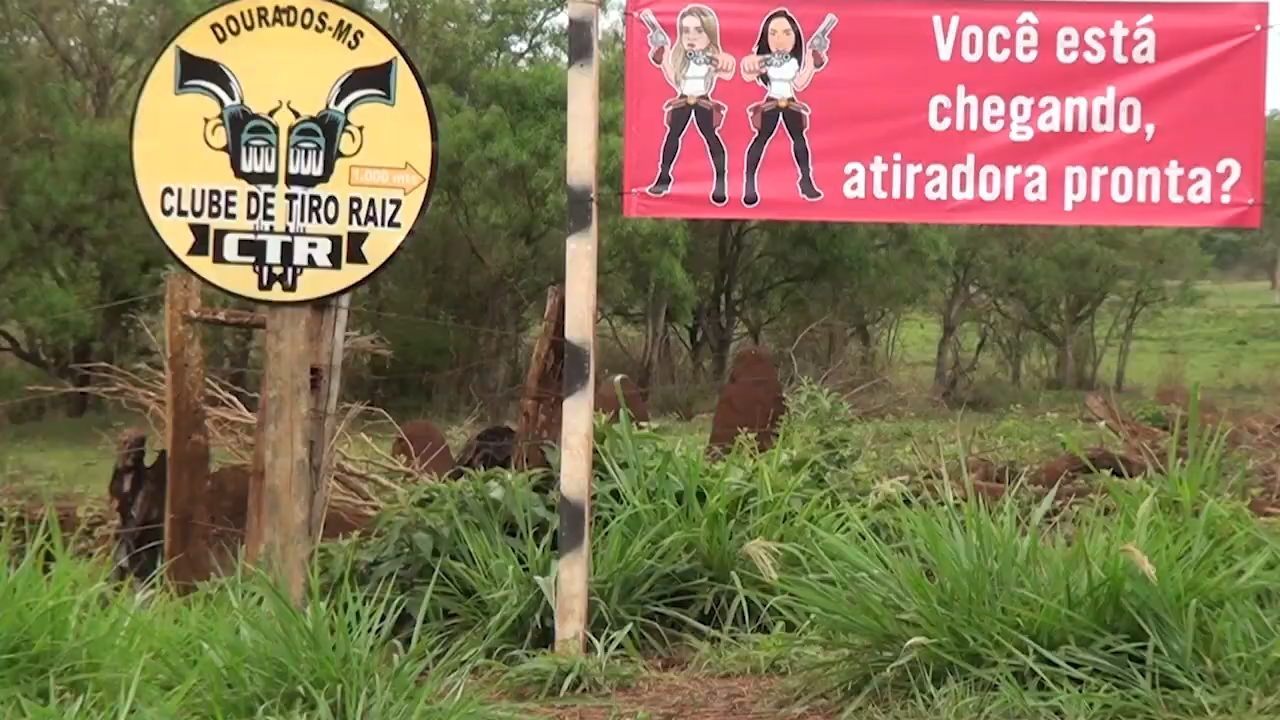 DOURADOS-MS
1.000 mts
CLUBE DE TIRO RAIZ
CTR
Você está
chegando,
atiradora pronta?